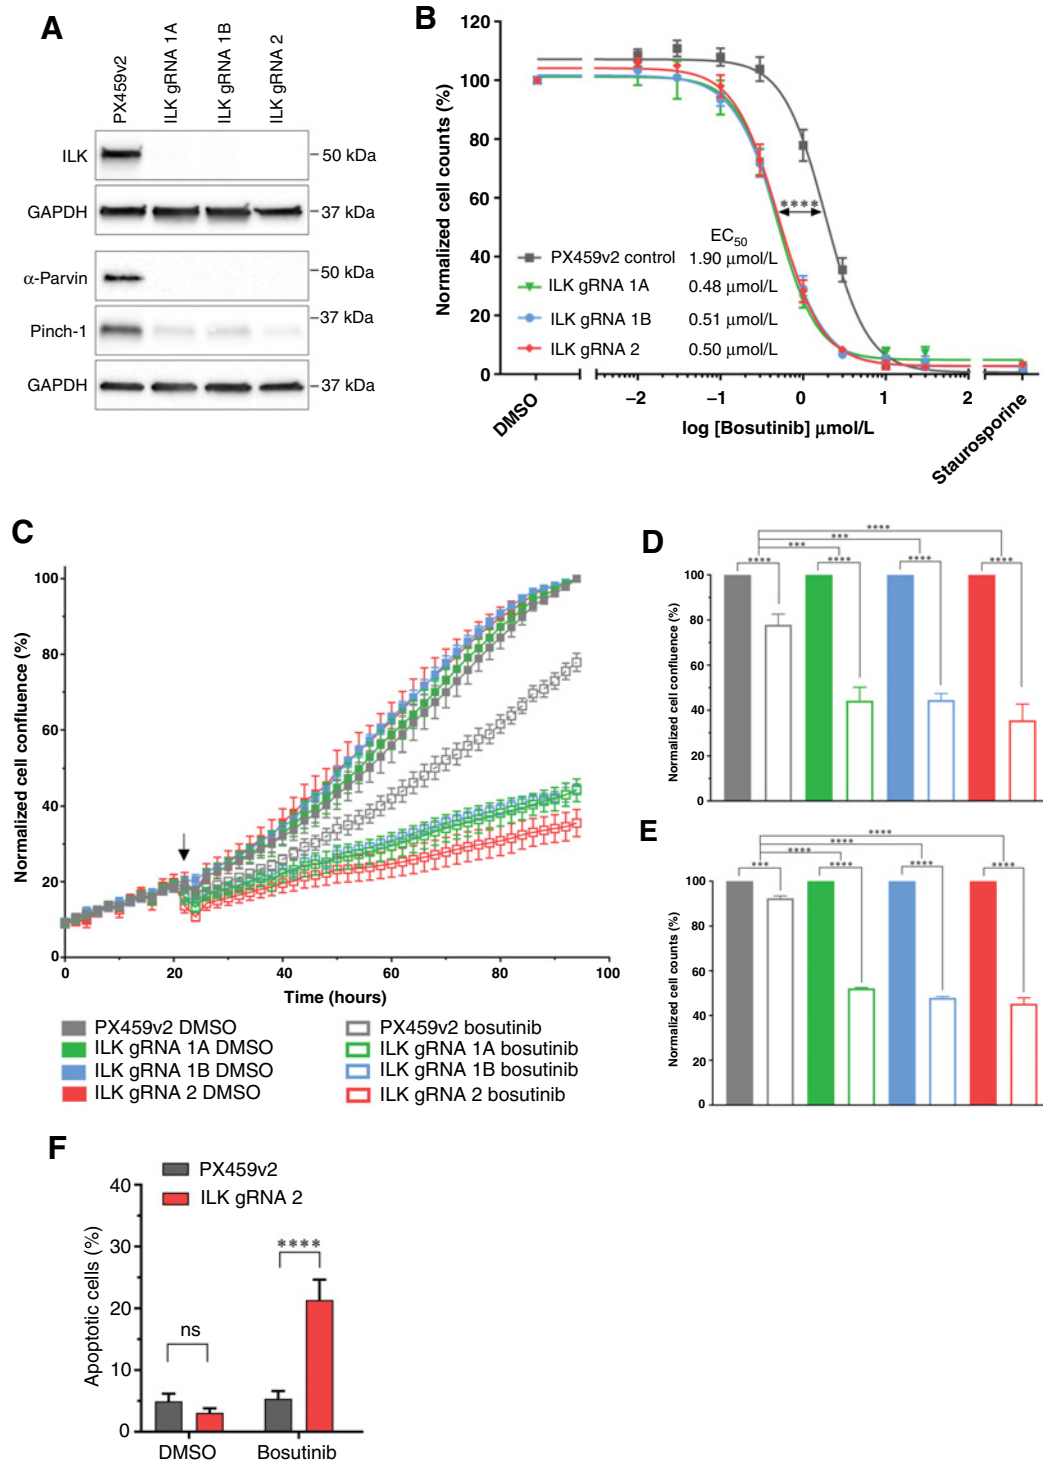 A
PX459v2
ILK gRNA 1A
ILK gRNA 1B
ILK gRNA 2
ILK
50 kDa
GAPDH
37 kDa
α-Parvin
50 kDa
Pinch-1
37 kDa
GAPDH
37 kDa
B
Normalized cell counts (%)
120
100
80
60
40
20
0
****
EC50
PX459v2 control 1.90 μmol/L
ILK gRNA 1A 0.48 μmol/L
ILK gRNA 1B 0.51 μmol/L
ILK gRNA 2 0.50 μmol/L
DMSO
−2 −1 0 1 2
Staurosporine
log [Bosutinib] μmol/L
C
Normalized cell confluence (%)
100
80
60
40
20
0
0 20 40 60 80 100
Time (hours)
PX459v2 DMSO
ILK gRNA 1A DMSO
ILK gRNA 1B DMSO
ILK gRNA 2 DMSO
PX459v2 bosutinib
ILK gRNA 1A bosutinib
ILK gRNA 1B bosutinib
ILK gRNA 2 bosutinib
D
Normalized cell confluence (%)
100
80
60
40
20
0
****
***
***
**** **** **** ****
E
Normalized cell counts (%)
100
80
60
40
20
0
****
****
****
*** **** **** ****
F
PX459v2
ILK gRNA 2
Apoptotic cells (%)
40
30
20
10
0
ns
****
DMSO
Bosutinib